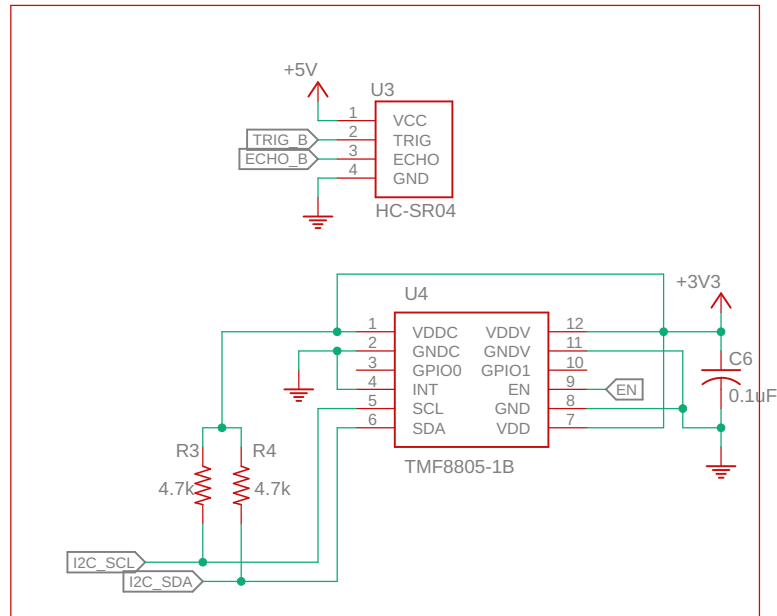 +5V
U3
1 VCC
2 TRIG
3 ECHO
4 GND
TRIG_B
ECHO_B
HC-SR04
+3V3
U4
1 VDDC VDDV 12
2 GNDC GNDV 11
3 GPIO0 GPIO1 10
4 INT EN 9
5 SCL GND 8
6 SDA VDD 7
EN
C6
0.1uF
TMF8805-1B
R3 R4
4.7k 4.7k
I2C_SCL
I2C_SDA